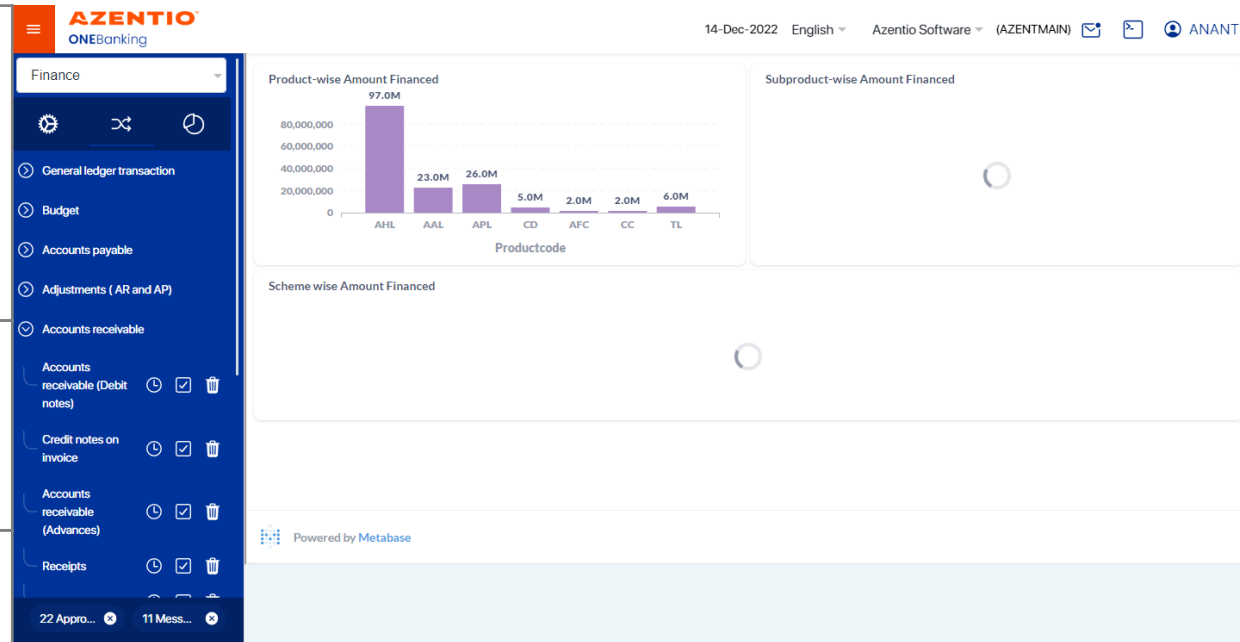 AZENTIO™
ONEBanking
14-Dec-2022 English Azentio Software (AZENTMAIN) ANANT
Finance
General ledger transaction
Budget
Accounts payable
Adjustments ( AR and AP)
Accounts receivable
Accounts
receivable (Debit
notes)
Credit notes on
invoice
Accounts
receivable
(Advances)
Receipts
22 Appro...
11 Mess...
Product-wise Amount Financed
97.0M
80,000,000
60,000,000
40,000,000
20,000,000
0
23.0M
26.0M
5.0M
2.0M
2.0M
6.0M
AHL AAL APL CD AFC CC TL
Productcode
Subproduct-wise Amount Financed
Scheme wise Amount Financed
Powered by Metabase